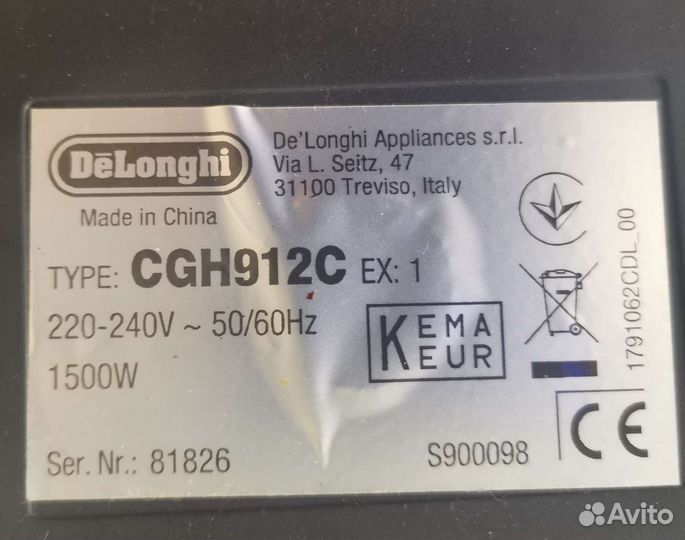 DeLonghi
De'Longhi Appliances s.r.l.
Via L. Seitz, 47
31100 Treviso, Italy
Made in China
TYPE: CGH912C EX: 1
220-240V ~ 50/60Hz
1500W
KEMA
KEUR
Ser. Nr.: 81826
S900098
CE
1791062CDL_00
Avito